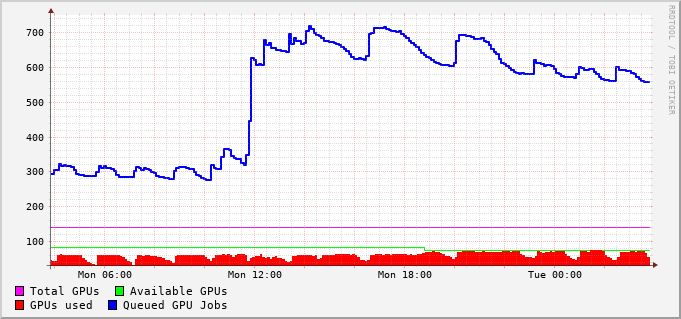 RRDTOOL / TOBI OETIKER
700
600
500
400
300
200
100
Mon 06:00 Mon 12:00 Mon 18:00 Tue 00:00
Total GPUs Available GPUs
GPUs used Queued GPU Jobs